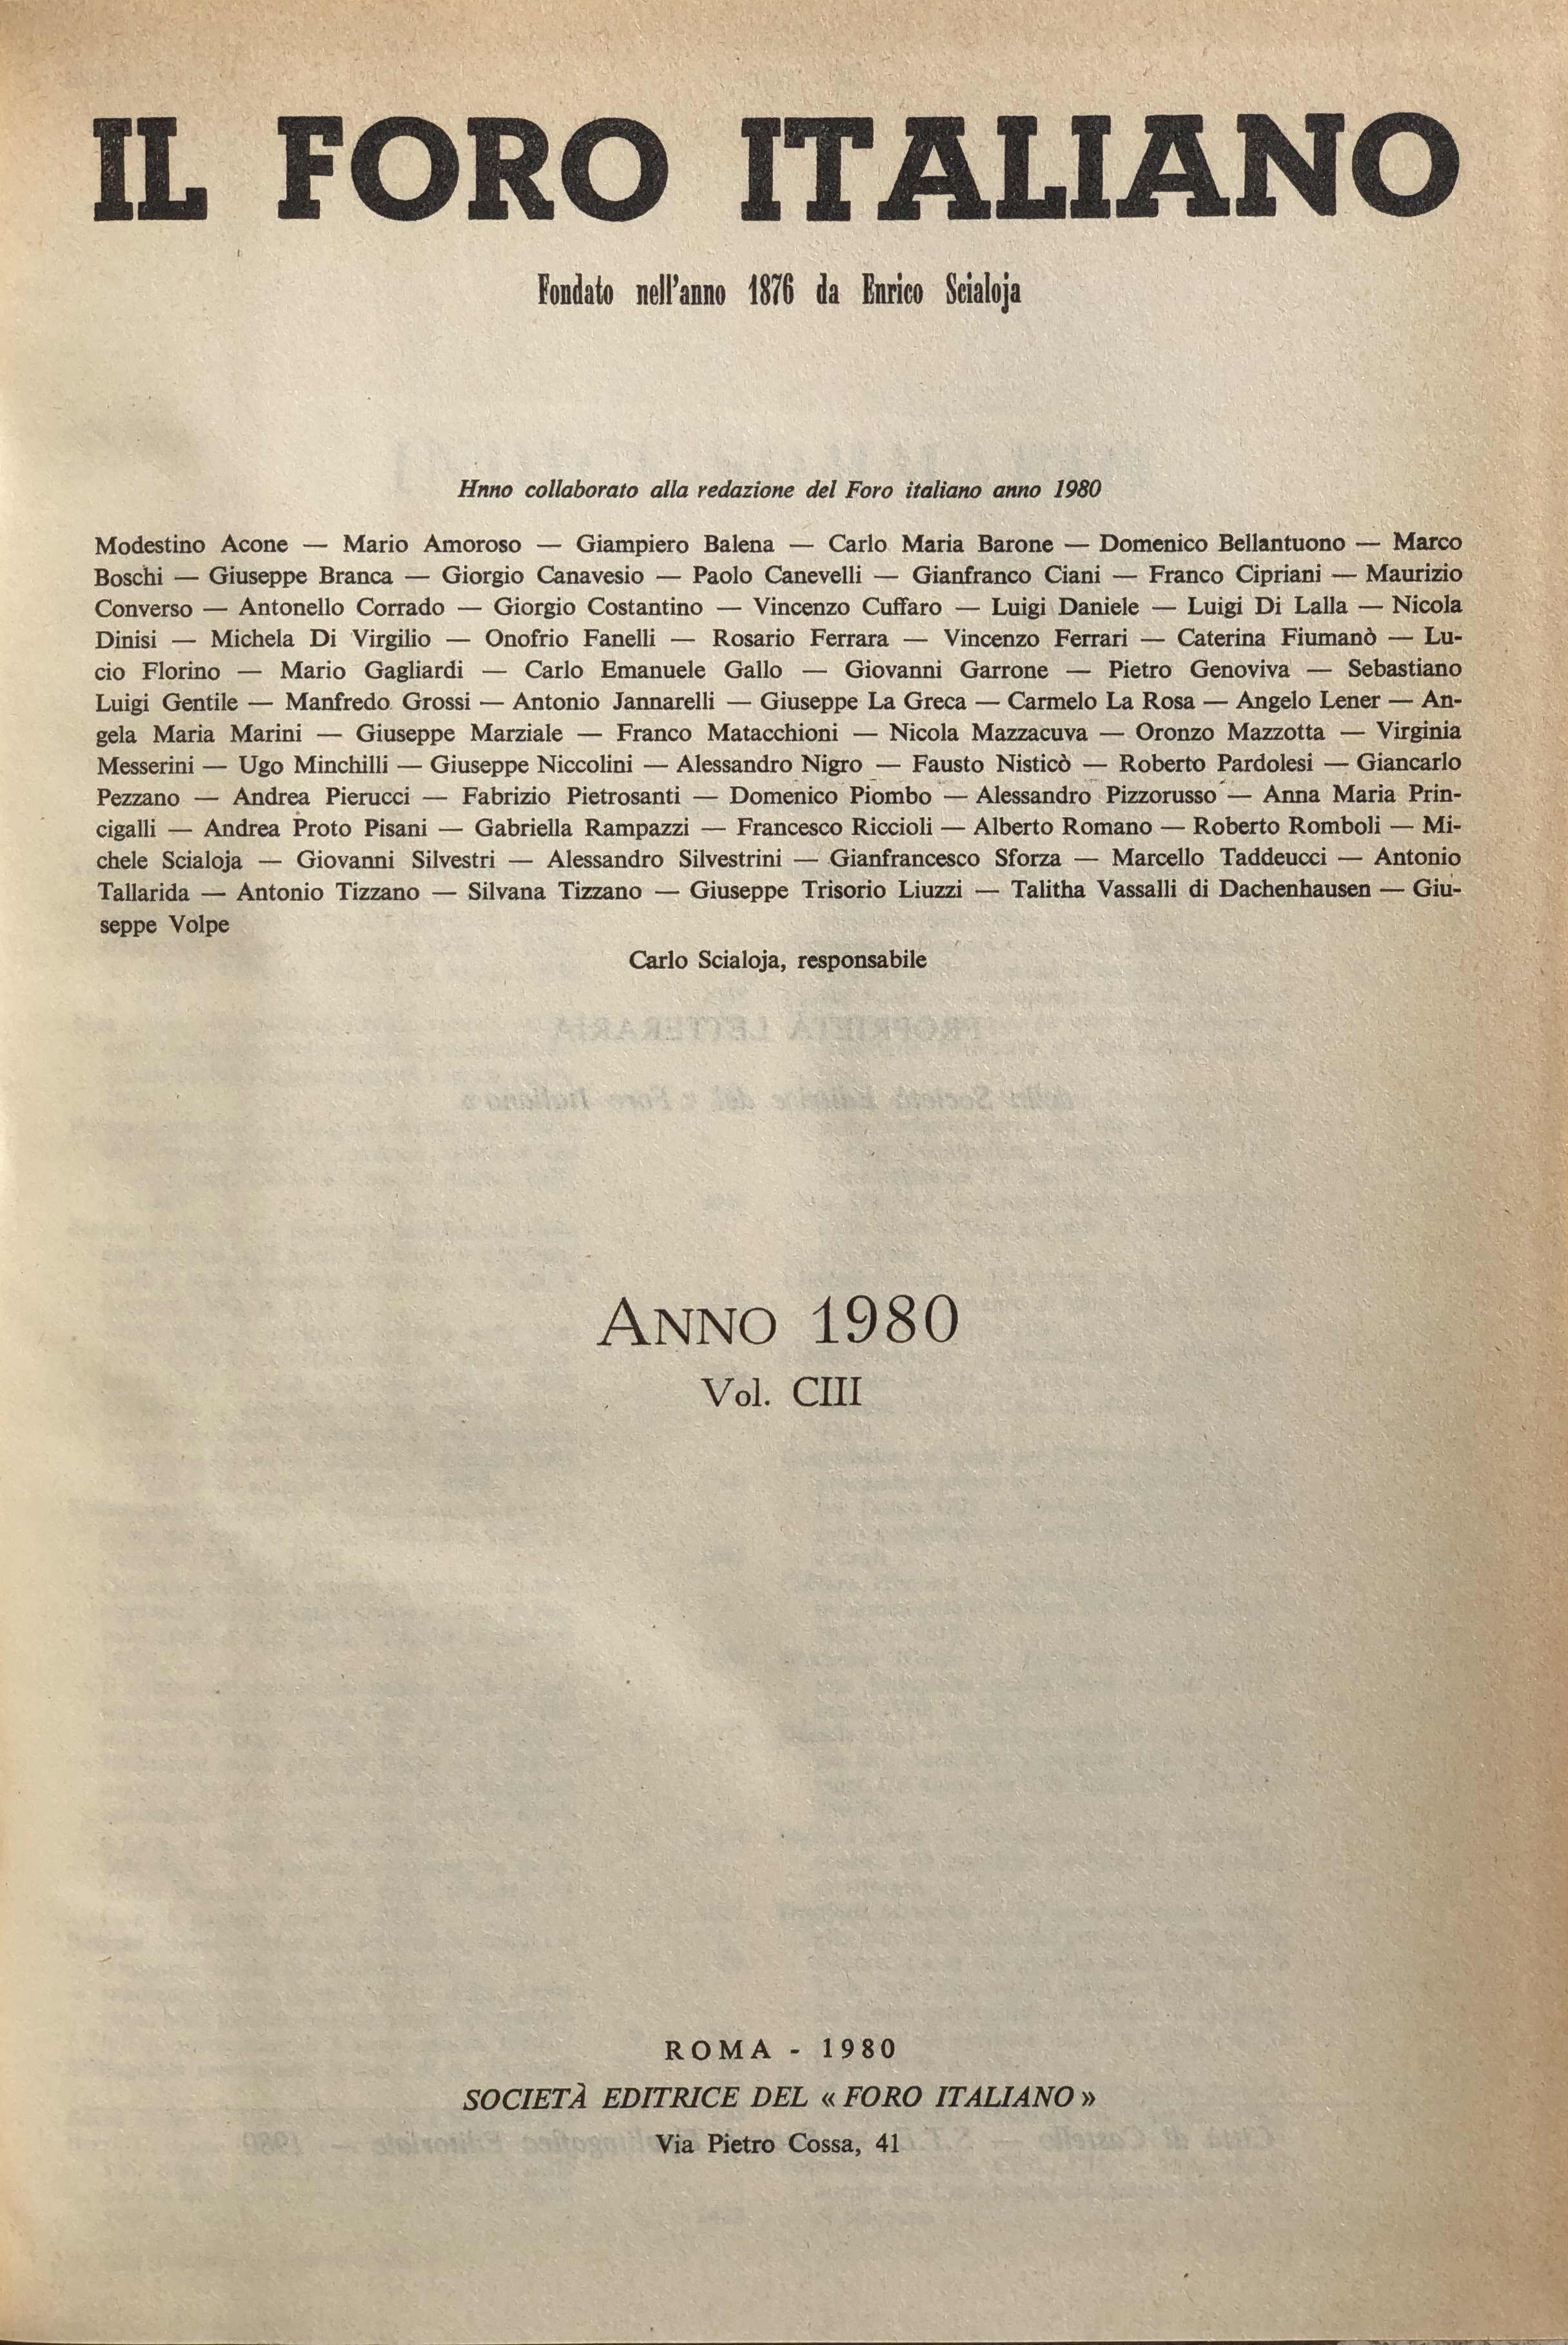 IL FORO ITALIANO
Fondato nell'anno 1876 da Enrico Scialoja
Hnno collaborato alla redazione del Foro italiano anno 1980
Modestino Acone — Mario Amoroso — Giampiero Balena — Carlo Maria Barone — Domenico Bellantuono — Marco
Boschi — Giuseppe Branca — Giorgio Canavesio — Paolo Canevelli — Gianfranco Ciani — Franco Cipriani — Maurizio
Converso — Antonello Corrado — Giorgio Costantino — Vincenzo Cuffaro — Luigi Daniele — Luigi Di Lalla — Nicola
Dinisi — Michela Di Virgilio — Onofrio Fanelli — Rosario Ferrara — Vincenzo Ferrari — Caterina Fiumanò — Lu-
cio Florino — Mario Gagliardi — Carlo Emanuele Gallo — Giovanni Garrone — Pietro Genoviva — Sebastiano
Luigi Gentile — Manfredo Grossi — Antonio Jannarelli — Giuseppe La Greca — Carmelo La Rosa — Angelo Lener — An-
gela Maria Marini — Giuseppe Marziale — Franco Matacchioni — Nicola Mazzacuva — Oronzo Mazzotta — Virginia
Messerini — Ugo Minchilli — Giuseppe Niccolini — Alessandro Nigro — Fausto Nisticò — Roberto Pardolesi — Giancarlo
Pezzano — Andrea Pierucci — Fabrizio Pietrosanti — Domenico Piombo — Alessandro Pizzorusso — Anna Maria Prin-
cigalli — Andrea Proto Pisani — Gabriella Rampazzi — Francesco Riccioli — Alberto Romano — Roberto Romboli — Mi-
chele Scialoja — Giovanni Silvestri — Alessandro Silvestrini — Gianfrancesco Sforza — Marcello Taddeucci — Antonio
Tallarida — Antonio Tizzano — Silvana Tizzano — Giuseppe Trisorio Liuzzi — Talitha Vassalli di Dachenhausen — Giu-
seppe Volpe
Carlo Scialoja, responsabile
ANNO 1980
Vol. CIII
ROMA - 1980
SOCIETÀ EDITRICE DEL « FORO ITALIANO »
Via Pietro Cossa, 41